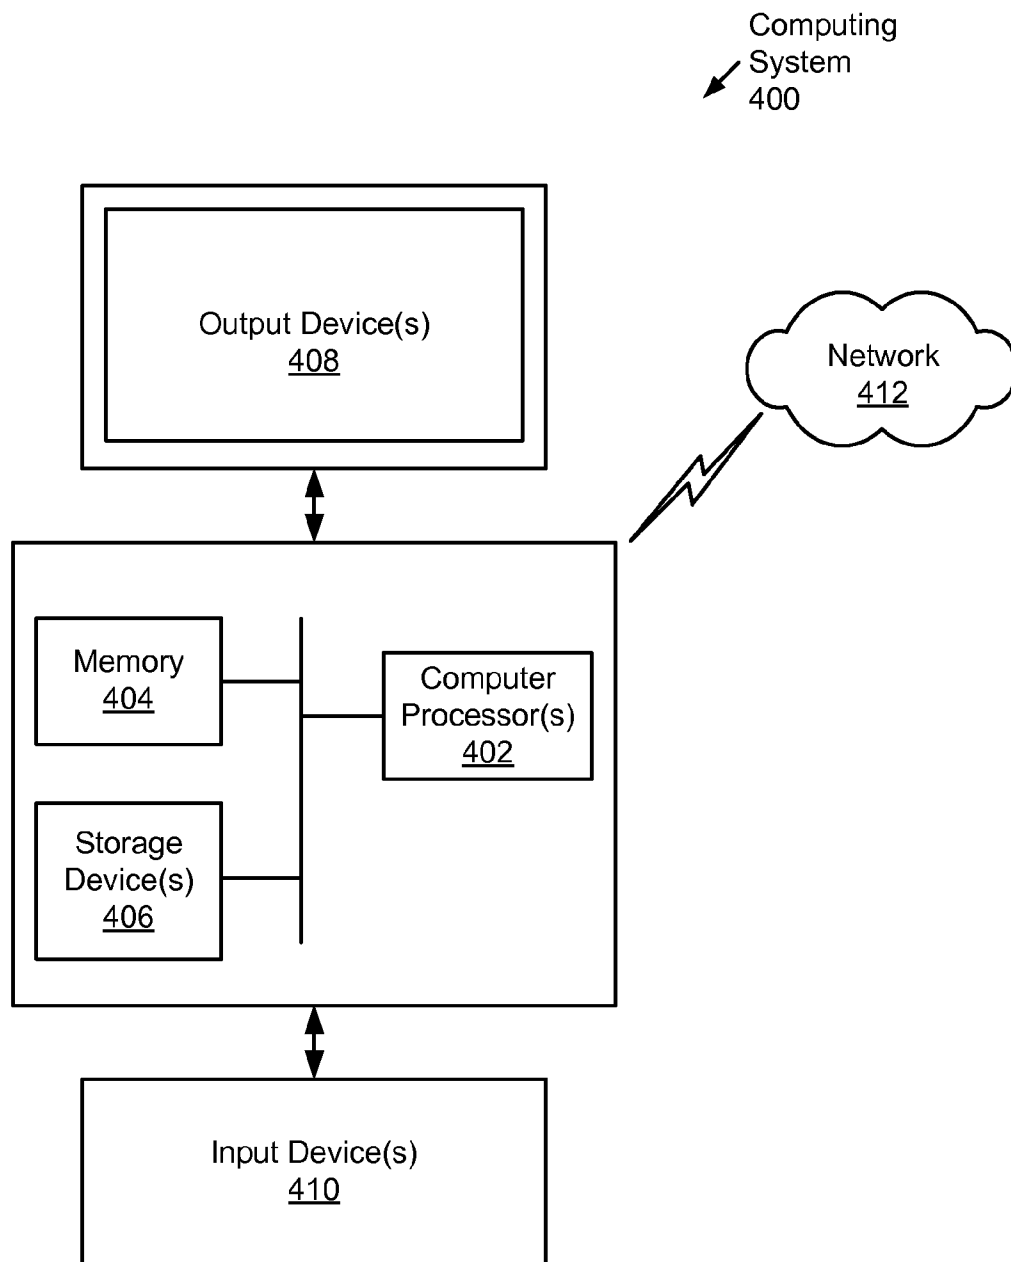 Computing
System
400
Output Device(s)
408
Network
412
Memory
404
Computer
Processor(s)
402
Storage
Device(s)
406
Input Device(s)
410